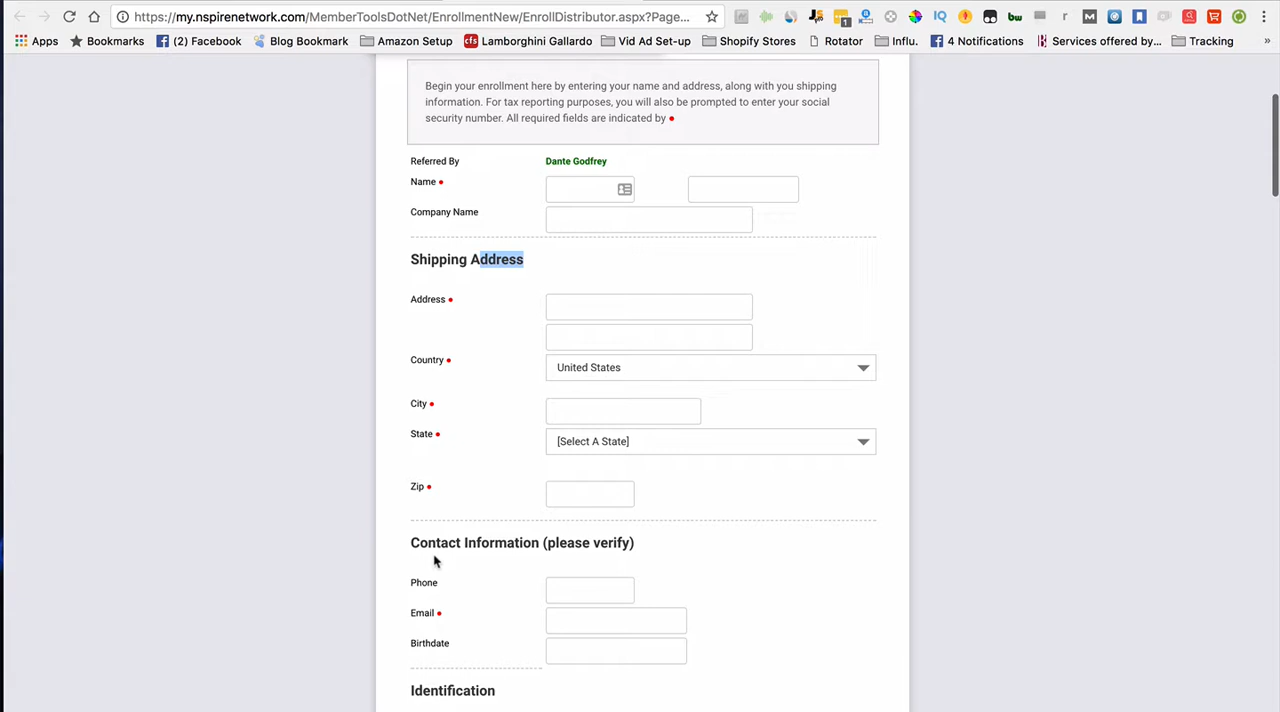 https://my.nspirenetwork.com/MemberToolsDotNet/EnrollmentNew/EnrollDistributor.aspx?Page...
Apps Bookmarks (2) Facebook Blog Bookmark Amazon Setup cfs Lamborghini Gallardo Vid Ad Set-up Shopify Stores Rotator Influ. 4 Notifications Services offered by... Tracking »
Begin your enrollment here by entering your name and address, along with you shipping
information. For tax reporting purposes, you will also be prompted to enter your social
security number. All required fields are indicated by •
Referred By Dante Godfrey
Name •
Company Name
Shipping Address
Address •
Country • United States
City •
State • [Select A State]
Zip •
Contact Information (please verify)
Phone
Email •
Birthdate
Identification